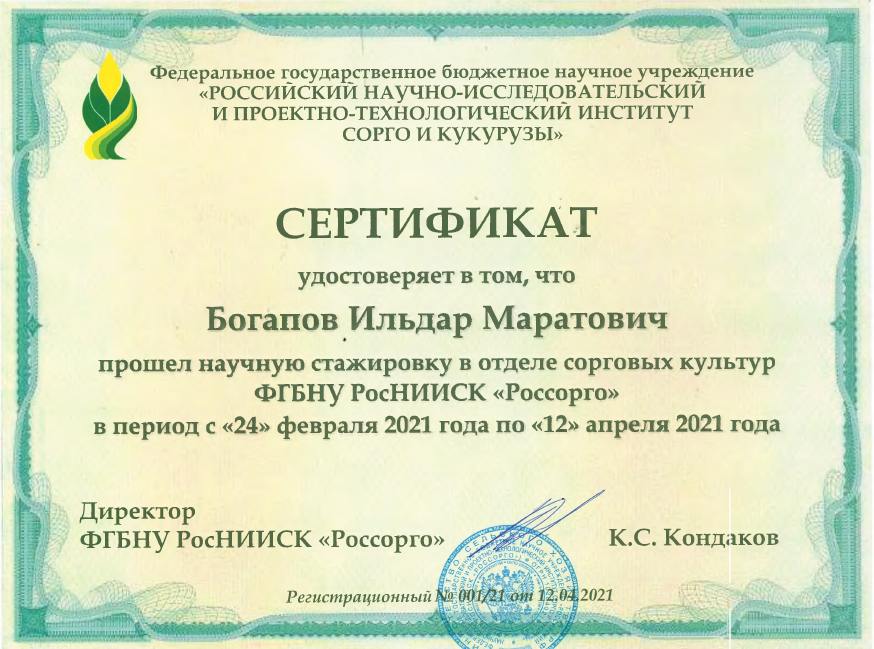 Федеральное государственное бюджетное научное учреждение
«РОССИЙСКИЙ НАУЧНО-ИССЛЕДОВАТЕЛЬСКИЙ
И ПРОЕКТНО-ТЕХНОЛОГИЧЕСКИЙ ИНСТИТУТ
СОРГО И КУКУРУЗЫ»
СЕРТИФИКАТ
удостоверяет в том, что
Богапов Ильдар Маратович
прошел научную стажировку в отделе сорговых культур
ФГБНУ РосНИИСК «Россорго»
в период с «24» февраля 2021 года по «12» апреля 2021 года
Директор
ФГБНУ РосНИИСК «Россорго»
К.С. Кондаков
Регистрационный № 001/21 от 12.04.2021